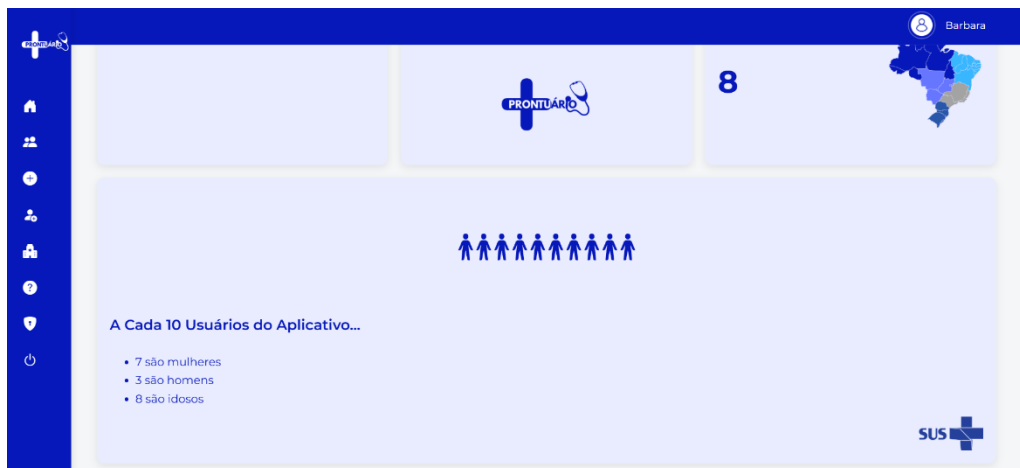 PRONTUÁRIO
Barbara
PRONTUÁRIO
8
A Cada 10 Usuários do Aplicativo...
7 são mulheres
3 são homens
8 são idosos
SUS